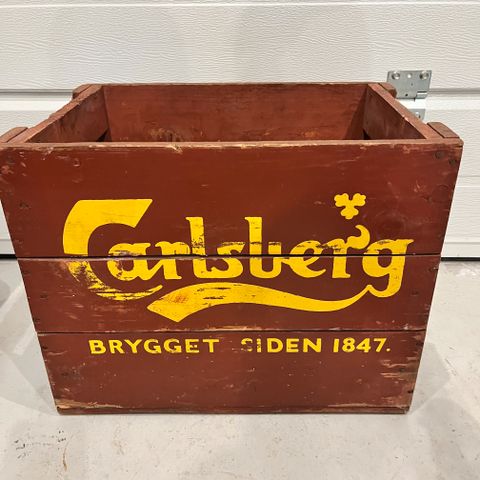 Carlsberg
BRYGGET SIDEN 1847.